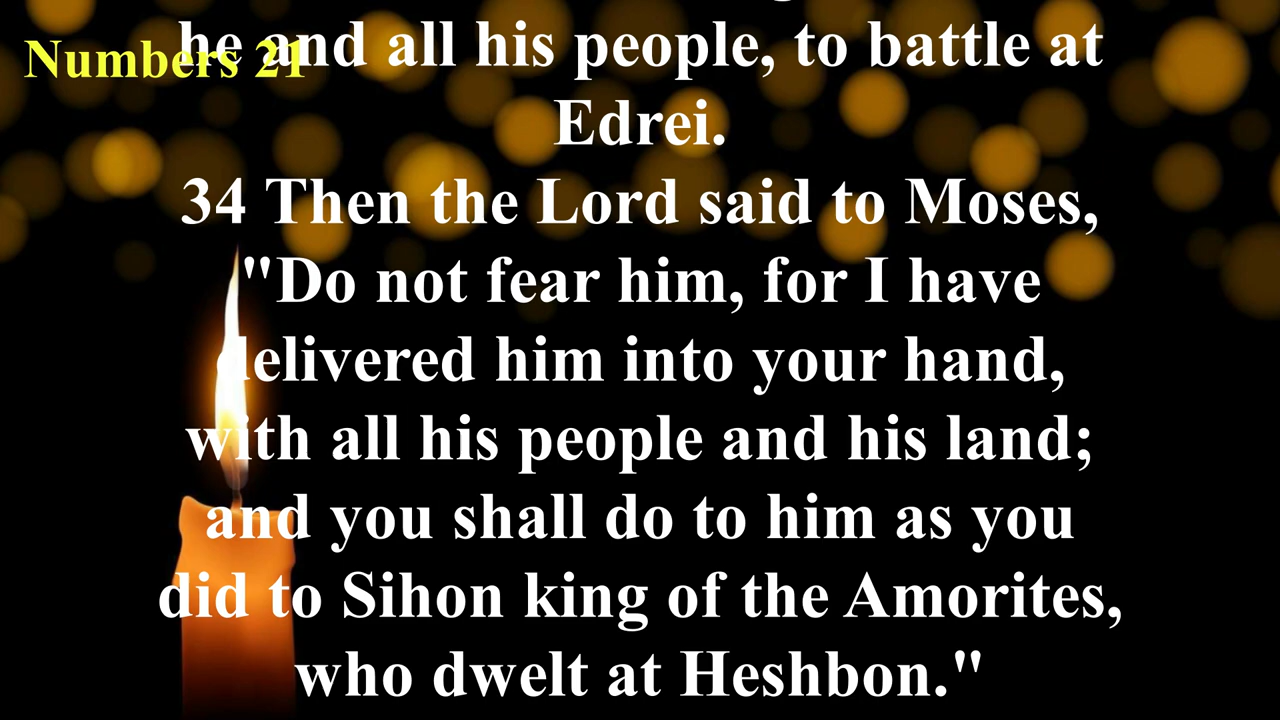 Numbers 21
he and all his people, to battle at
Edrei.
34 Then the Lord said to Moses,
"Do not fear him, for I have
delivered him into your hand,
with all his people and his land;
and you shall do to him as you
did to Sihon king of the Amorites,
who dwelt at Heshbon."